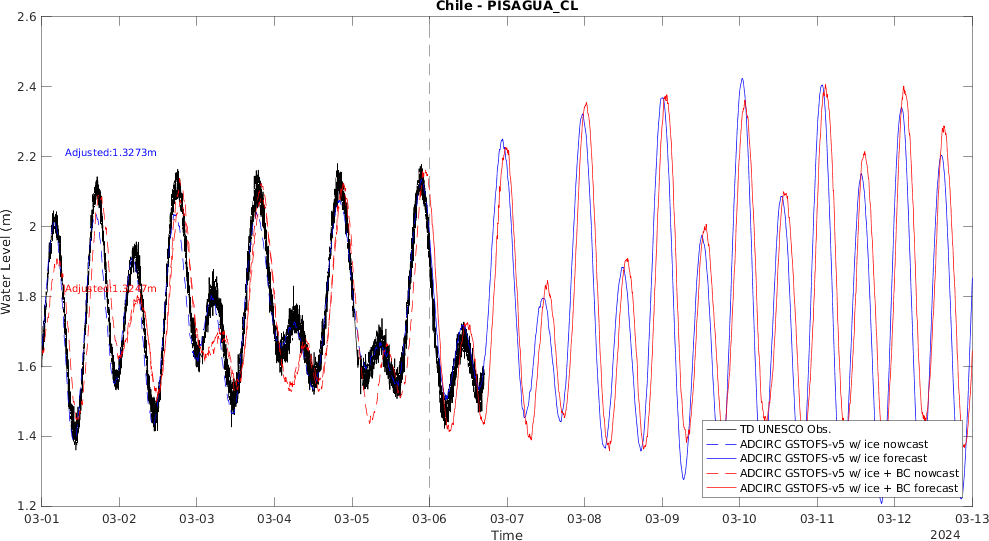 Chile - PISAGUA_CL
2.6
2.4
2.2
2
1.8
1.6
1.4
1.2
Water Level (m)
Adjusted:1.3273m
Adjusted:1.3247m
TD UNESCO Obs.
ADCIRC GSTOFS-v5 w/ ice nowcast
ADCIRC GSTOFS-v5 w/ ice forecast
ADCIRC GSTOFS-v5 w/ ice + BC nowcast
ADCIRC GSTOFS-v5 w/ ice + BC forecast
03-01 03-02 03-03 03-04 03-05 03-06 03-07 03-08 03-09 03-10 03-11 03-12 03-13
Time
2024